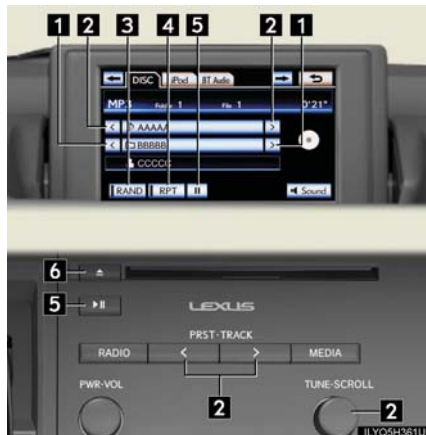 2 3 4 5 2 1
DISC iPod BT Audio
MP3 Folder 1 File 1 0'21"
< AAAAA >
1
< BBBBB >
CCCCC
RAND RPT II Sound
6
5
LEXUS
PRST·TRACK
RADIO < > MEDIA
PWR·VOL 2 TUNE·SCROLL
2
ILYO5H361U